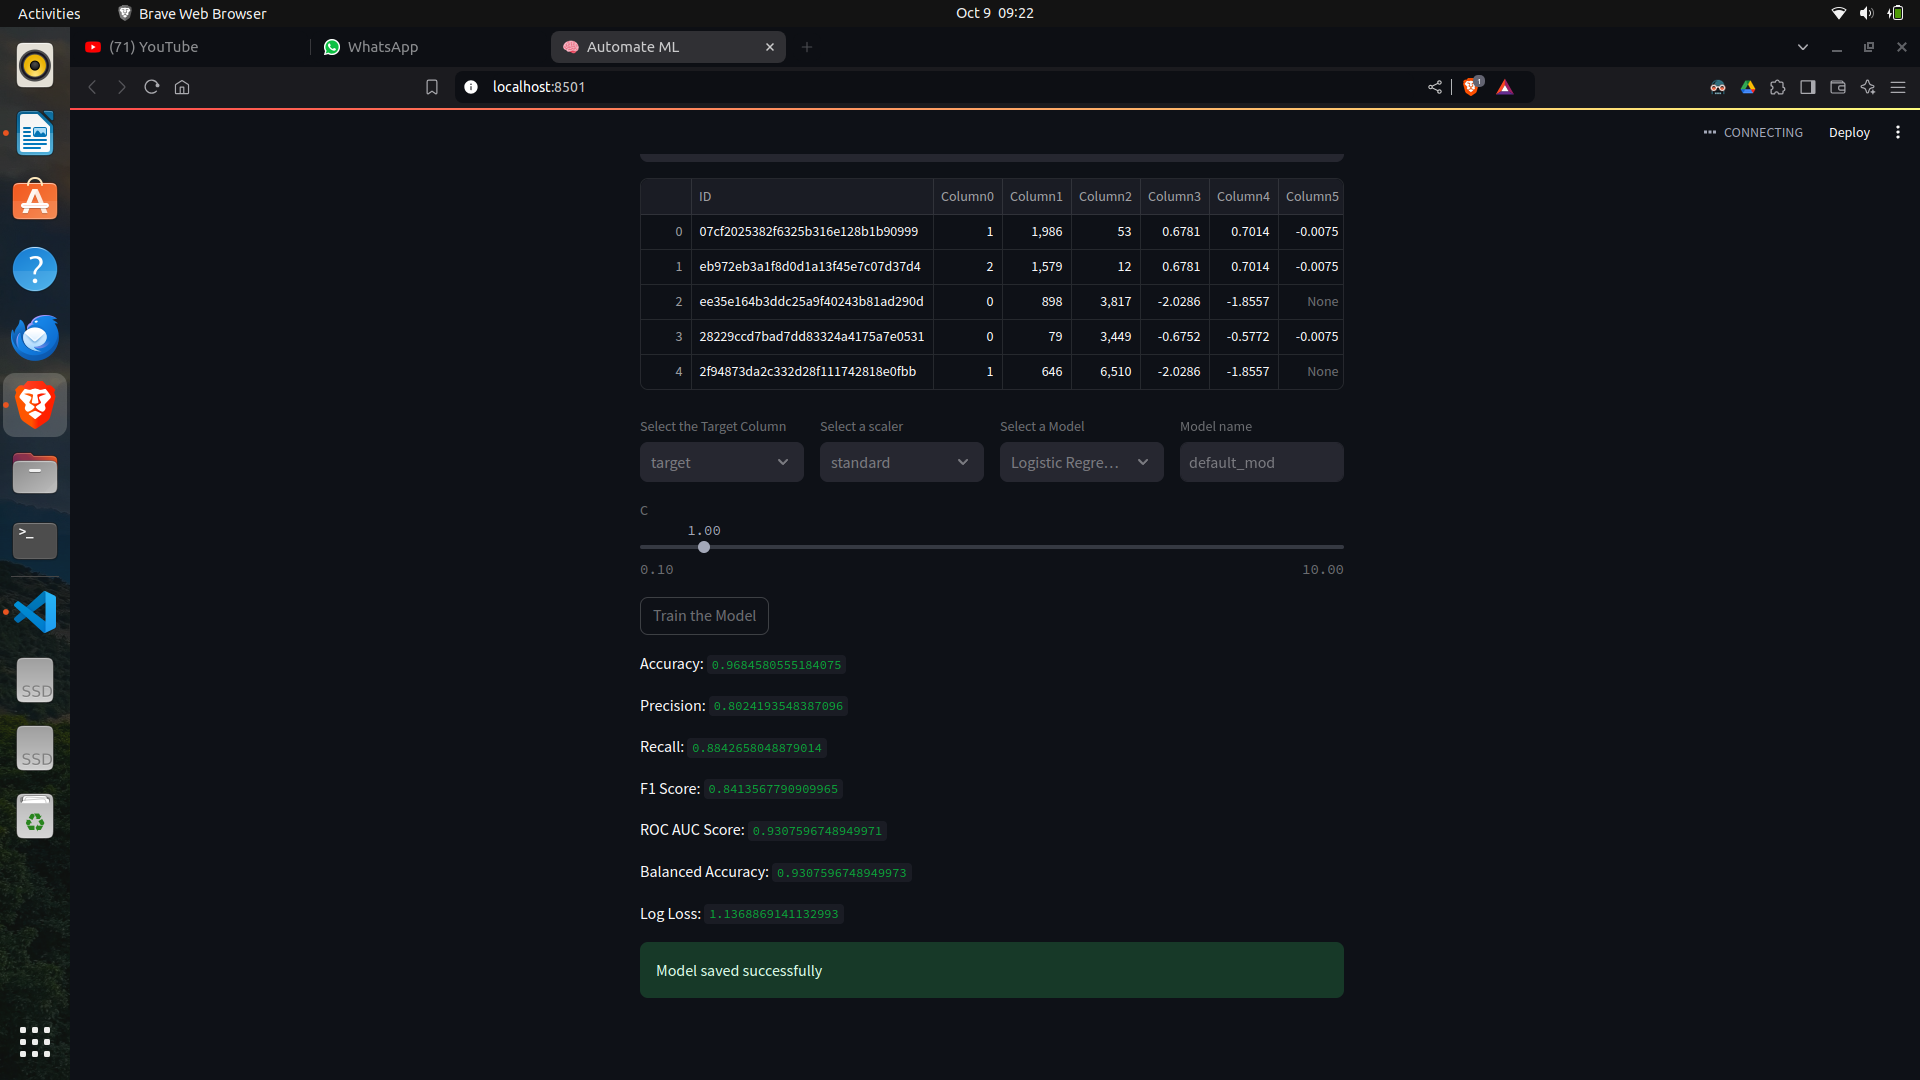 Activities Brave Web Browser Oct 9 09:22
(71) YouTube WhatsApp Automate ML
localhost:8501 1
CONNECTING Deploy
ID Column0 Column1 Column2 Column3 Column4 Column5
0 07cf2025382f6325b316e128b1b90999 1 1,986 53 0.6781 0.7014 -0.0075
1 eb972eb3a1f8d0d1a13f45e7c07d37d4 2 1,579 12 0.6781 0.7014 -0.0075
2 ee35e164b3ddc25a9f40243b81ad290d 0 898 3,817 -2.0286 -1.8557 None
3 28229ccd7bad7dd83324a4175a7e0531 0 79 3,449 -0.6752 -0.5772 -0.0075
4 2f94873da2c332d28f111742818e0fbb 1 646 6,510 -2.0286 -1.8557 None
Select the Target Column Select a scaler Select a Model Model name
target standard Logistic Regre... default_mod
C
1.00
0.10 10.00
Train the Model
Accuracy: 0.9684580555184075
Precision: 0.8024193548387096
Recall: 0.8842658048879014
F1 Score: 0.8413567790909965
ROC AUC Score: 0.9307596748949971
Balanced Accuracy: 0.9307596748949973
Log Loss: 1.1368869141132993
Model saved successfully
SSD
SSD